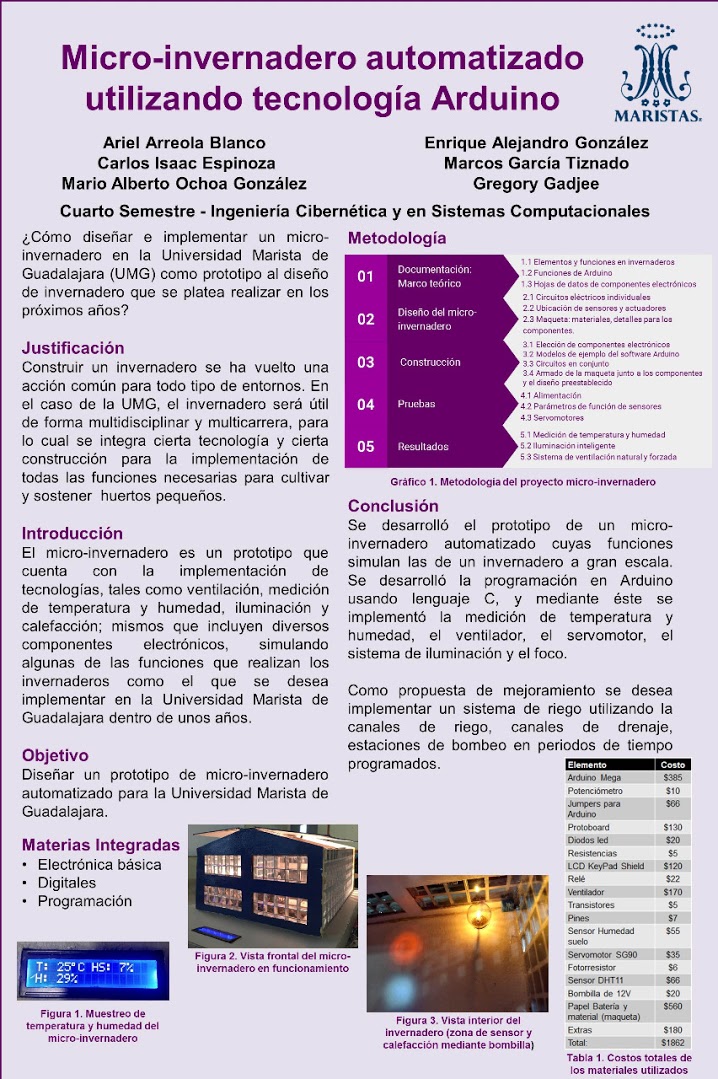 Micro-invernadero automatizado
utilizando tecnología Arduino
MARISTAS®
Ariel Arreola Blanco
Carlos Isaac Espinoza
Mario Alberto Ochoa González
Enrique Alejandro González
Marcos García Tiznado
Gregory Gadjee
Cuarto Semestre - Ingeniería Cibernética y en Sistemas Computacionales
¿Cómo diseñar e implementar un micro-
invernadero en la Universidad Marista de
Guadalajara (UMG) como prototipo al diseño
de invernadero que se platea realizar en los
próximos años?
Justificación
Construir un invernadero se ha vuelto una
acción común para todo tipo de entornos. En
el caso de la UMG, el invernadero será útil
de forma multidisciplinar y multicarrera, para
lo cual se integra cierta tecnología y cierta
construcción para la implementación de
todas las funciones necesarias para cultivar
y sostener huertos pequeños.
Introducción
El micro-invernadero es un prototipo que
cuenta con la implementación de
tecnologías, tales como ventilación, medición
de temperatura y humedad, iluminación y
calefacción; mismos que incluyen diversos
componentes electrónicos, simulando
algunas de las funciones que realizan los
invernaderos como el que se desea
implementar en la Universidad Marista de
Guadalajara dentro de unos años.
Objetivo
Diseñar un prototipo de micro-invernadero
automatizado para la Universidad Marista de
Guadalajara.
Materias Integradas
• Electrónica básica
• Digitales
• Programación
T: 25°C HS: 7%
H: 29%
Figura 1. Muestreo de
temperatura y humedad del
micro-invernadero
Figura 2. Vista frontal del micro-
invernadero en funcionamiento
Metodología
01 Documentación:
Marco teórico
1.1 Elementos y funciones en invernaderos
1.2 Funciones de Arduino
1.3 Hojas de datos de componentes electrónicos
02 Diseño del micro-
invernadero
2.1 Circuitos eléctricos individuales
2.2 Ubicación de sensores y actuadores
2.3 Maqueta: materiales, detalles para los
componentes.
03 Construcción
3.1 Elección de componentes electrónicos
3.2 Modelos de ejemplo del software Arduino
3.3 Circuitos en conjunto
3.4 Armado de la maqueta junto a los componentes
y el diseño preestablecido
04 Pruebas
4.1 Alimentación
4.2 Parámetros de función de sensores
4.3 Servomotores
05 Resultados
5.1 Medición de temperatura y humedad
5.2 Iluminación inteligente
5.3 Sistema de ventilación natural y forzada
Gráfico 1. Metodología del proyecto micro-invernadero
Conclusión
Se desarrolló el prototipo de un micro-
invernadero automatizado cuyas funciones
simulan las de un invernadero a gran escala.
Se desarrolló la programación en Arduino
usando lenguaje C, y mediante éste se
implementó la medición de temperatura y
humedad, el ventilador, el servomotor, el
sistema de iluminación y el foco.
Como propuesta de mejoramiento se desea
implementar un sistema de riego utilizando la
canales de riego, canales de drenaje,
estaciones de bombeo en periodos de tiempo
programados.
Figura 3. Vista interior del
invernadero (zona de sensor y
calefacción mediante bombilla)
Elemento Costo
Arduino Mega $385
Potenciómetro $10
Jumpers para
Arduino $66
Protoboard $130
Diodos led $20
Resistencias $5
LCD KeyPad Shield $120
Relé $22
Ventilador $170
Transistores $5
Pines $7
Sensor Humedad
suelo $55
Servomotor SG90 $35
Fotorresistor $6
Sensor DHT11 $66
Bombilla de 12V $20
Papel Batería y
material (maqueta) $560
Extras $180
Total: $1862
Tabla 1. Costos totales de
los materiales utilizados